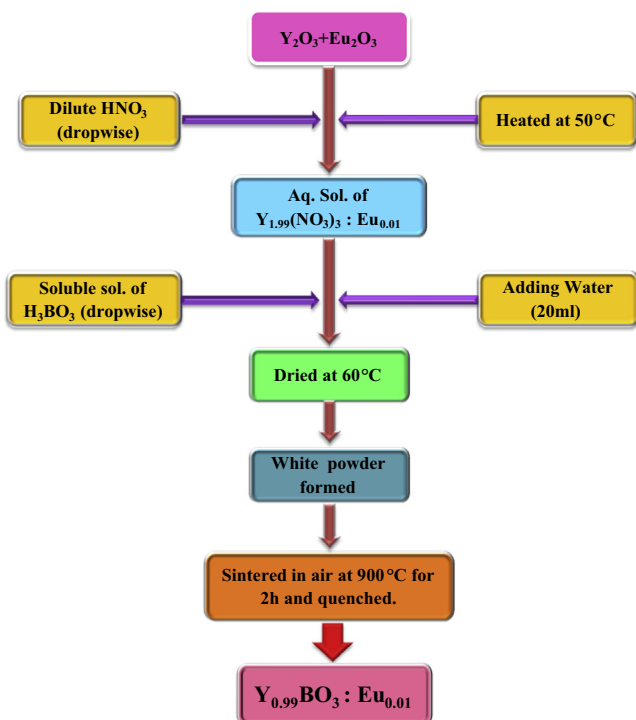 Y₂O₃+Eu₂O₃
Dilute HNO₃
(dropwise)
Heated at 50°C
Aq. Sol. of
Y₁.₉₉(NO₃)₃ : Eu₀.₀₁
Soluble sol. of
H₃BO₃ (dropwise)
Adding Water
(20ml)
Dried at 60°C
White powder
formed
Sintered in air at 900°C for
2h and quenched.
Y₀.₉₉BO₃ : Eu₀.₀₁